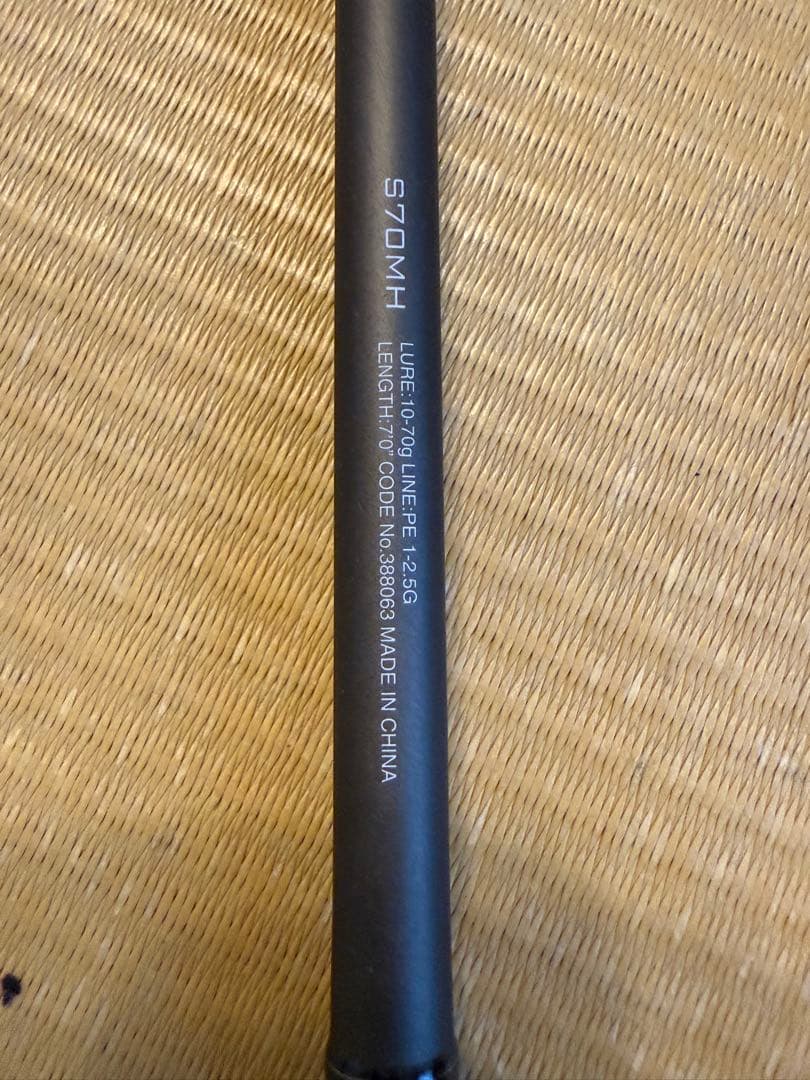 S70MH
LURE:10-70g LINE:PE 1-2.5G
LENGTH:7'0" CODE No.388063 MADE IN CHINA